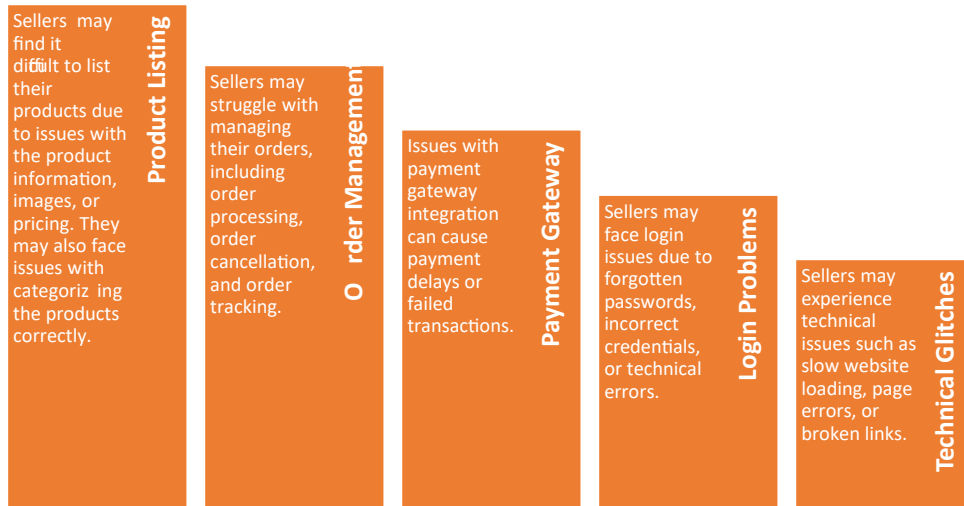 Sellers may
find it
diffiult to list
their
products due
to issues with
the product
information,
images, or
pricing. They
may also face
issues with
categoriz ing
the products
correctly.
Product Listing
Sellers may
struggle with
managing
their orders,
including
order
processing,
order
cancellation,
and order
tracking.
O rder Management
Issues with
payment
gateway
integration
can cause
payment
delays or
failed
transactions.
Payment Gateway
Sellers may
face login
issues due to
forgotten
passwords,
incorrect
credentials,
or technical
errors.
Login Problems
Sellers may
experience
technical
issues such as
slow website
loading, page
errors, or
broken links.
Technical Glitches